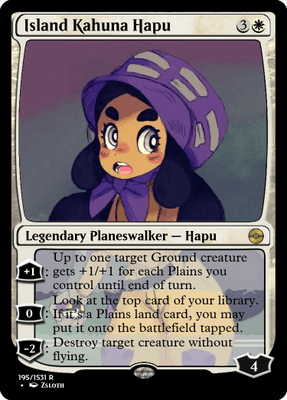 Island Kahuna Hapu 3
Legendary Planeswalker — Hapu
+1: Up to one target Ground creature
gets +1/+1 for each Plains you
control until end of turn.
0: Look at the top card of your library.
If it's a Plains land card, you may
put it onto the battlefield tapped.
-2: Destroy target creature without
flying.
4
195/1531 R
• ZSLOTH